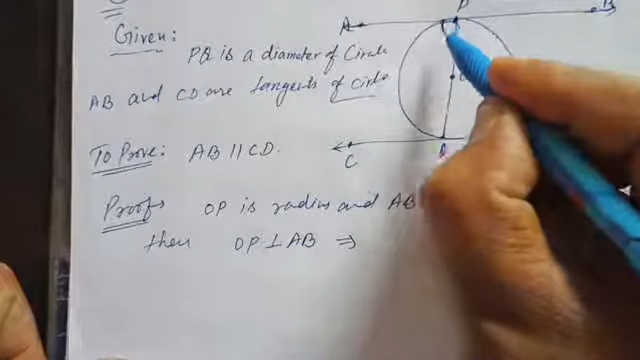 Given:
PQ is a diameter of Circle
AB and CD are tangents of circle
To Prove: AB || CD.
Proof
OP is radius and AB
then OP ⊥ AB ⇒
A
P
B
C